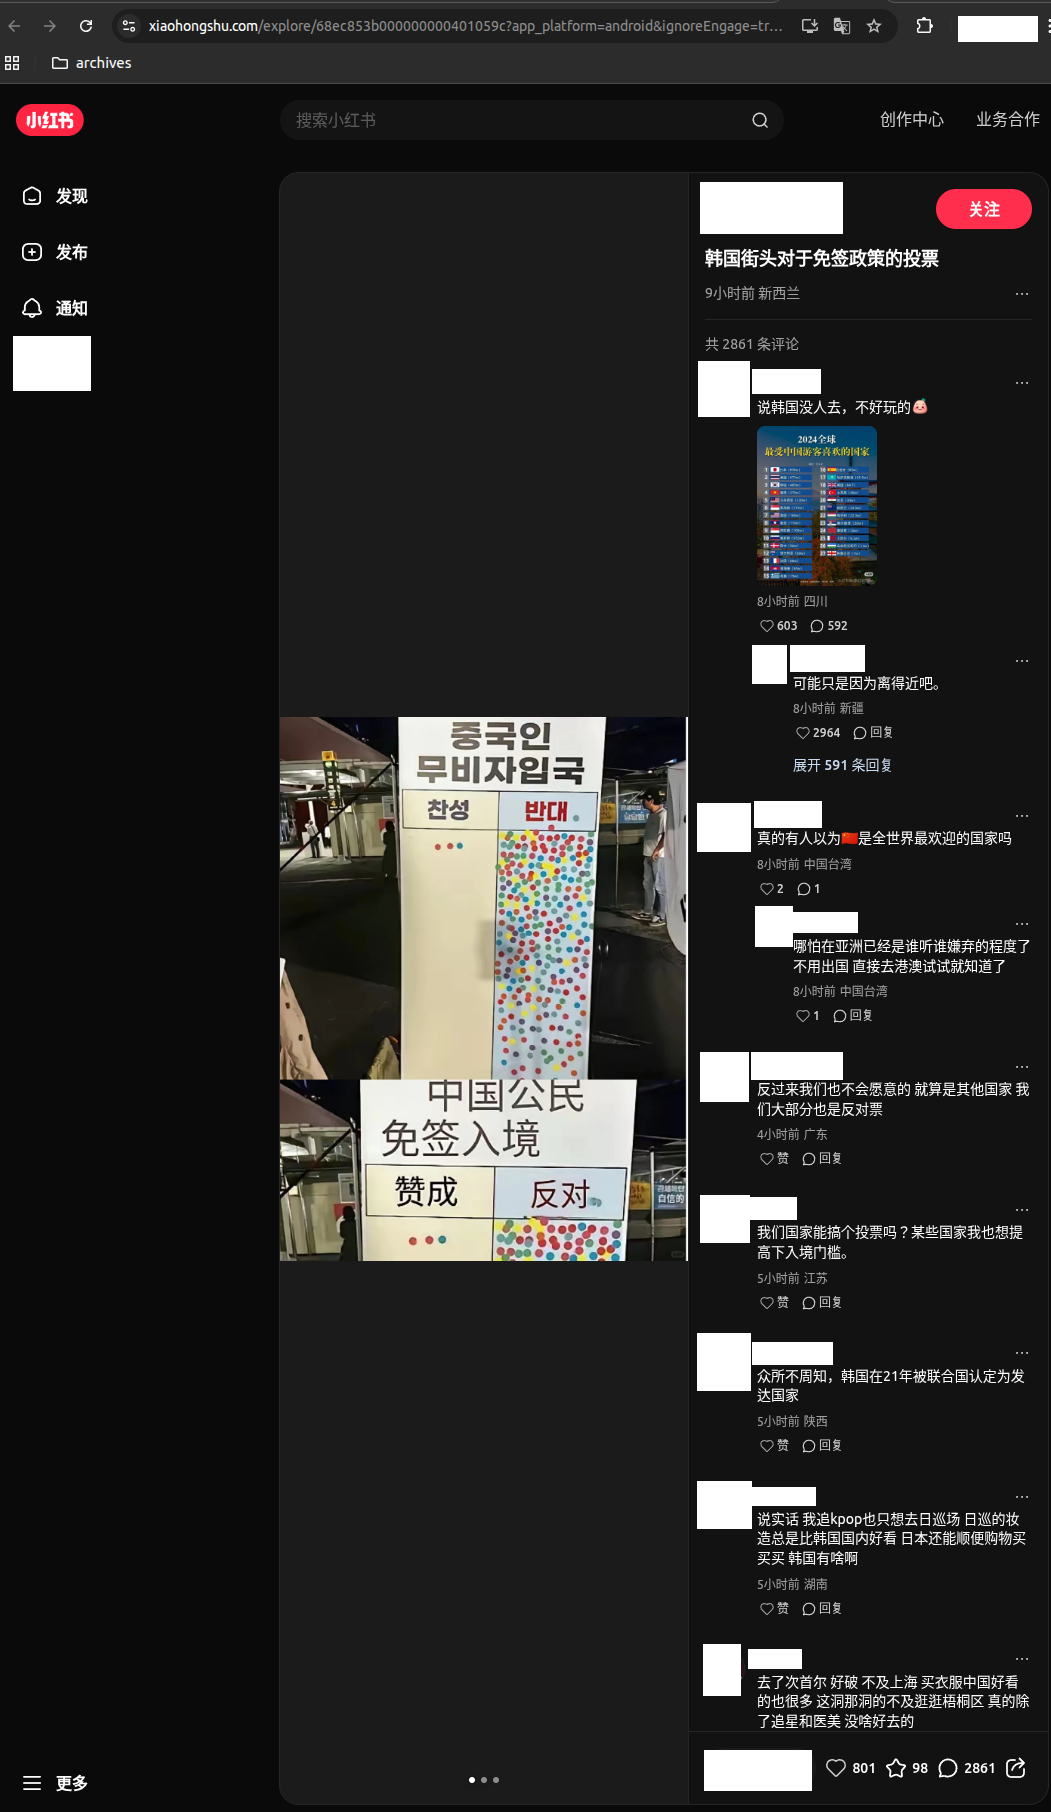 xiaohongshu.com/explore/68ec853b000000000401059c?app_platform=android&ignoreEngage=tr...
archives
小红书
搜索小红书
创作中心
业务合作
发现
发布
通知
更多
中国인
무비자입국
찬성
반대
中国公民
免签入境
赞成
反对
自信的
关注
韩国街头对于免签政策的投票
9小时前 新西兰
共 2861 条评论
说韩国没人去，不好玩的
2024全球
最受中国游客喜欢的国家
8小时前 四川
603
592
可能只是因为离得近吧。
8小时前 新疆
2964
回复
展开 591 条回复
真的有人以为🇨🇳是全世界最欢迎的国家吗
8小时前 中国台湾
2
1
哪怕在亚洲已经是谁听谁嫌弃的程度了
不用出国 直接去港澳试试就知道了
8小时前 中国台湾
1
回复
反过来我们也不会愿意的 就算是其他国家 我
们大部分也是反对票
4小时前 广东
赞
回复
我们国家能搞个投票吗？某些国家我也想提
高下入境门槛。
5小时前 江苏
赞
回复
众所不周知，韩国在21年被联合国认定为发
达国家
5小时前 陕西
赞
回复
说实话 我追kpop也只想去日巡场 日巡的妆
造总是比韩国国内好看 日本还能顺便购物买
买买 韩国有啥啊
5小时前 湖南
赞
回复
去了次首尔 好破 不及上海 买衣服中国好看
的也很多 这洞那洞的不及逛逛梧桐区 真的除
了追星和医美 没啥好去的
801
98
2861